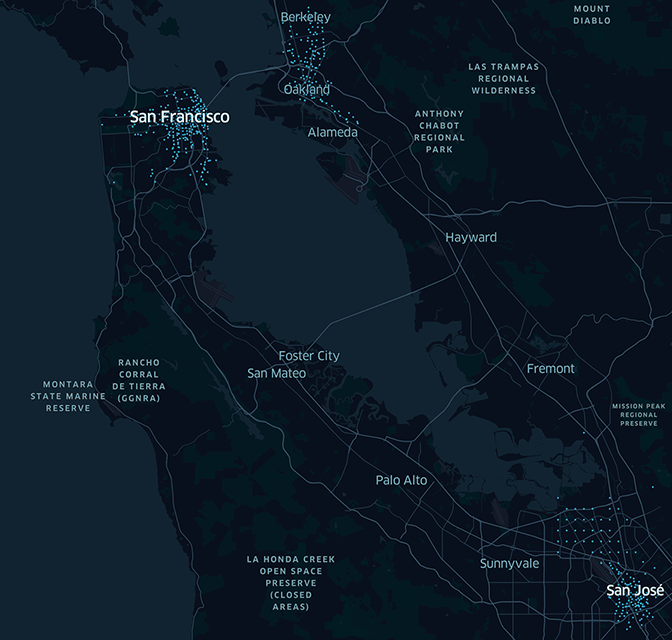 Berkeley
MOUNT
DIABLO
LAS TRAMPAS
REGIONAL
WILDERNESS
Oakland
San Francisco
Alameda
ANTHONY
CHABOT
REGIONAL
PARK
Hayward
Foster City
San Mateo
Fremont
RANCHO
CORRAL
DE TIERRA
(GGNRA)
MONTARA
STATE MARINE
RESERVE
MISSION PEAK
REGIONAL
PRESERVE
Palo Alto
LA HONDA CREEK
OPEN SPACE
PRESERVE
(CLOSED
AREAS)
Sunnyvale
San José